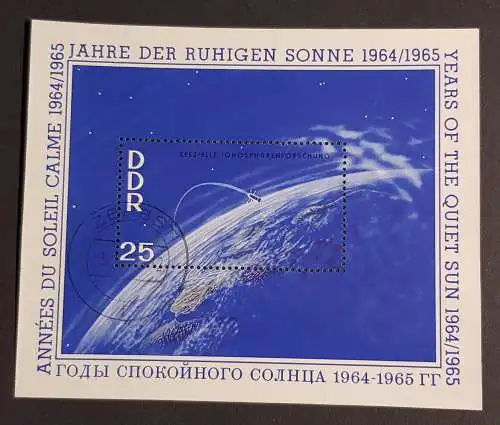 JAHRE DER RUHIGEN SONNE 1964/1965
YEARS OF THE QUIET SUN 1964/1965
ГОДЫ СПОКОЙНОГО СОЛНЦА 1964-1965 ГГ
ANNÉES DU SOLEIL CALME 1964/1965
SPEZIELLE IONOSPHÄRENFORSCHUNG
DDR
25